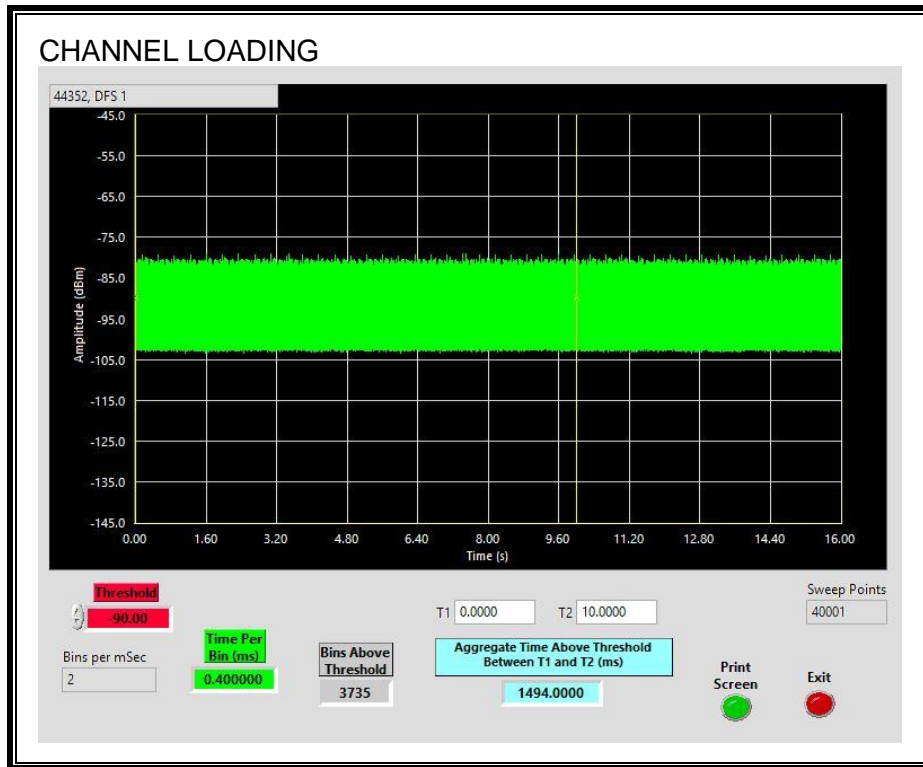 CHANNEL LOADING
44352, DFS 1
-45.0
-55.0
-65.0
-75.0
-85.0
-95.0
-105.0
-115.0
-125.0
-135.0
-145.0
Amplitude (dBm)
0.00 1.60 3.20 4.80 6.40 8.00 9.60 11.20 12.80 14.40 16.00
Time (s)
Threshold
-90.00
Bins per mSec
2
Time Per
Bin (ms)
0.400000
Bins Above
Threshold
3735
T1 0.0000 T2 10.0000
Aggregate Time Above Threshold
Between T1 and T2 (ms)
1494.0000
Sweep Points
40001
Print
Screen
Exit